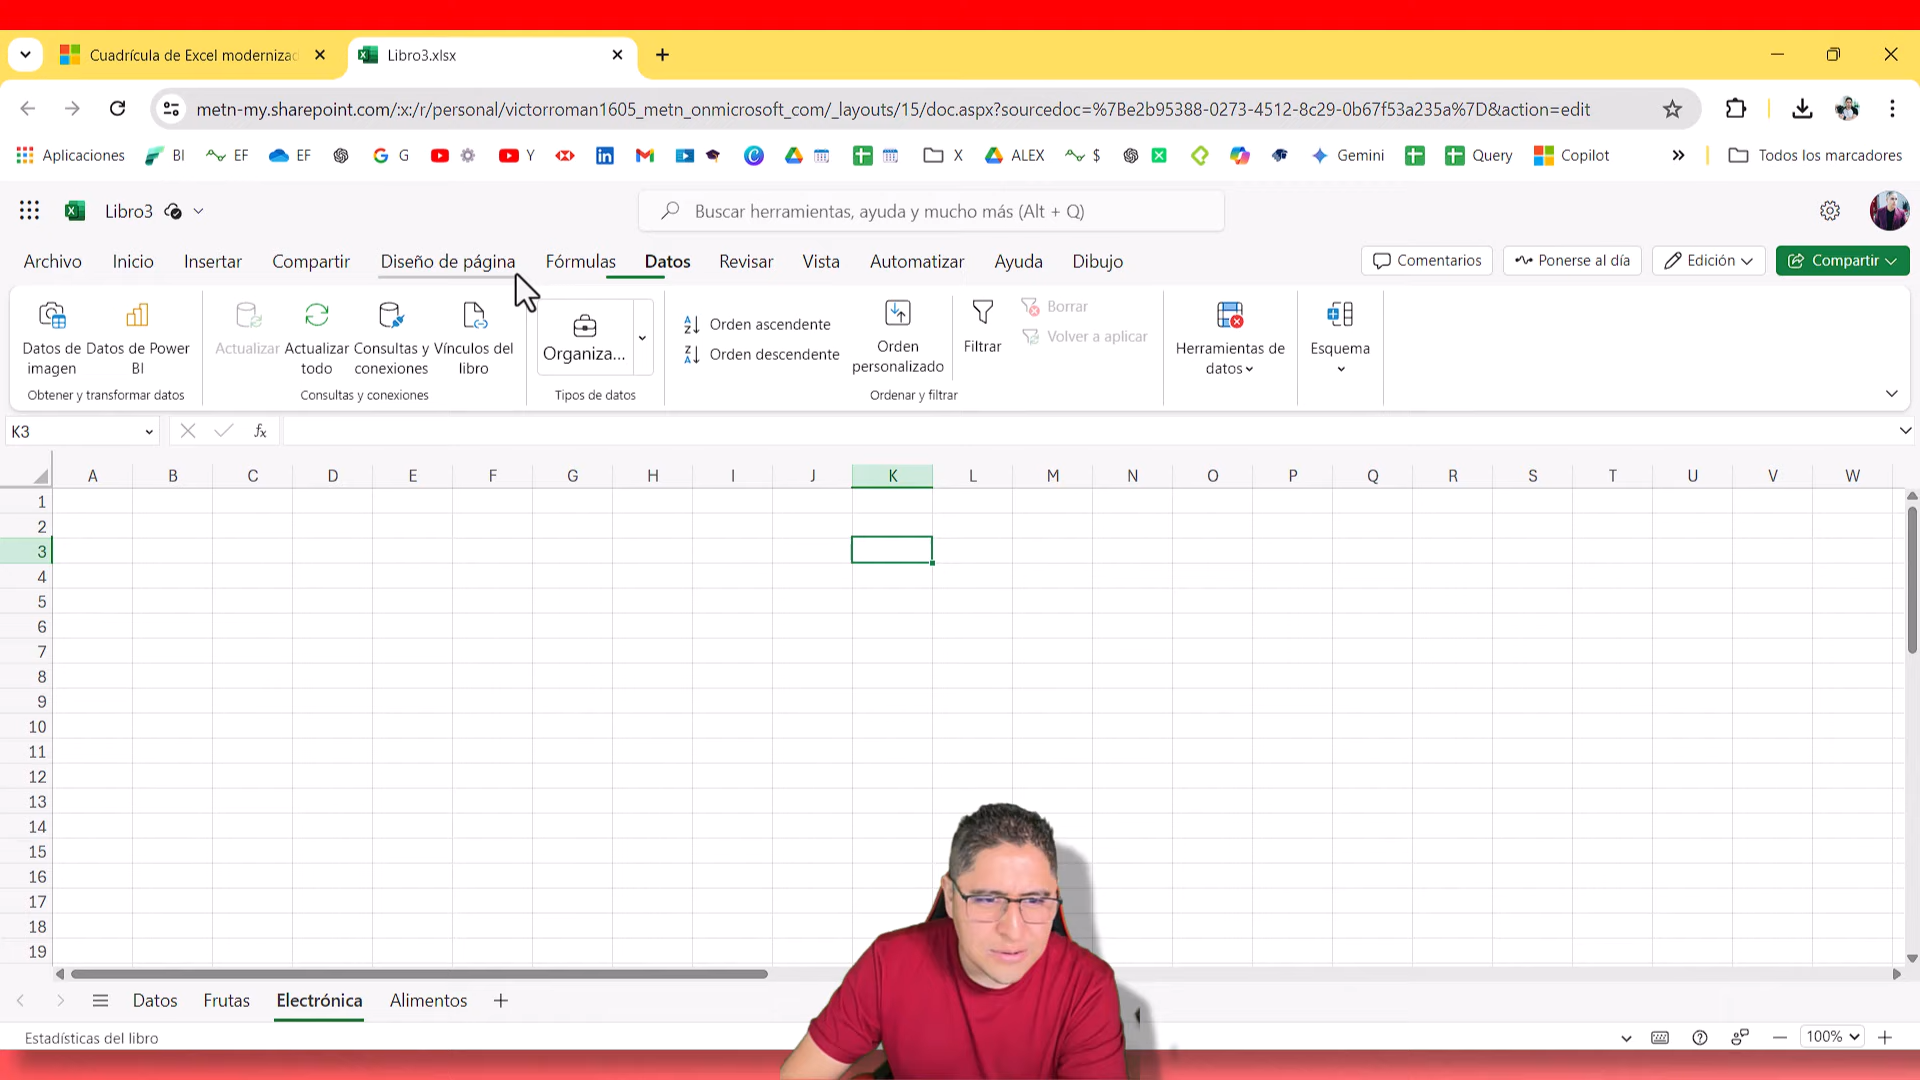 Cuadrícula de Excel moderniza
Libro3.xlsx
metn-my.sharepoint.com/:x:/r/personal/victorroman1605_metn_onmicrosoft_com/_layouts/15/doc.aspx?sourcedoc=%7Be2b95388-0273-4512-8c29-0b67f53a235a%7D&action=edit
Aplicaciones BI EF EF G Y X ALEX $ Gemini Query Copilot Todos los marcadores
Libro3
Buscar herramientas, ayuda y mucho más (Alt + Q)
Archivo Inicio Insertar Compartir Diseño de página Fórmulas Datos Revisar Vista Automatizar Ayuda Dibujo
Comentarios Ponerse al día Edición Compartir
Datos de imagen
Datos de Power BI
Obtener y transformar datos
Actualizar
Actualizar todo
Consultas y conexiones
Vínculos del libro
Consultas y conexiones
Organiza...
Tipos de datos
Orden ascendente
Orden descendente
Orden personalizado
Filtrar
Borrar
Volver a aplicar
Ordenar y filtrar
Herramientas de datos
Esquema
K3
fx
A B C D E F G H I J K L M N O P Q R S T U V W
1
2
3
4
5
6
7
8
9
10
11
12
13
14
15
16
17
18
19
Datos Frutas Electrónica Alimentos
Estadísticas del libro
100%